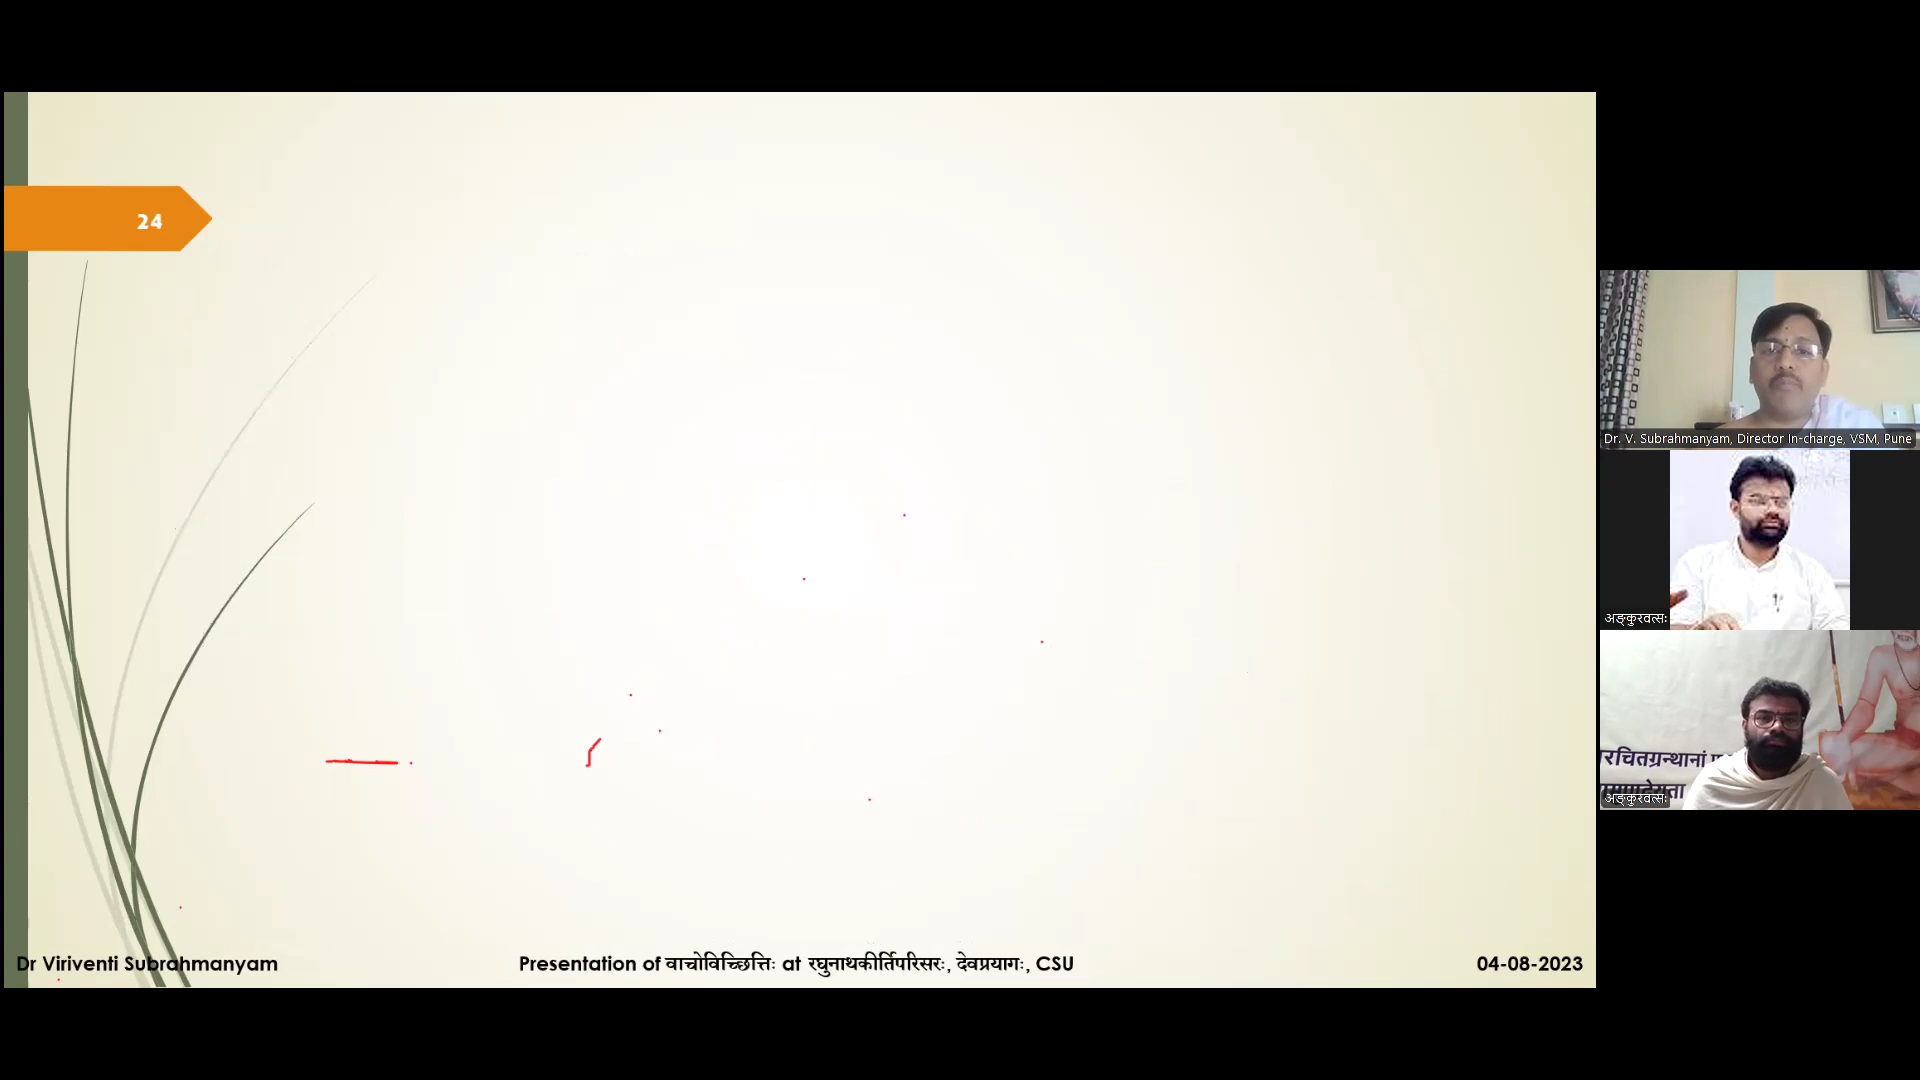 24
Dr Viriventi Subrahmanyam
Presentation of वाचोविच्छित्तिः at रघुनाथकीर्तिपरिसरः, देवप्रयागः, CSU
04-08-2023
Dr. V. Subrahmanyam, Director In-charge, VSM, Pune
अङ्कुरवत्सः
रचितग्रन्थानां
अङ्कुरवत्सः